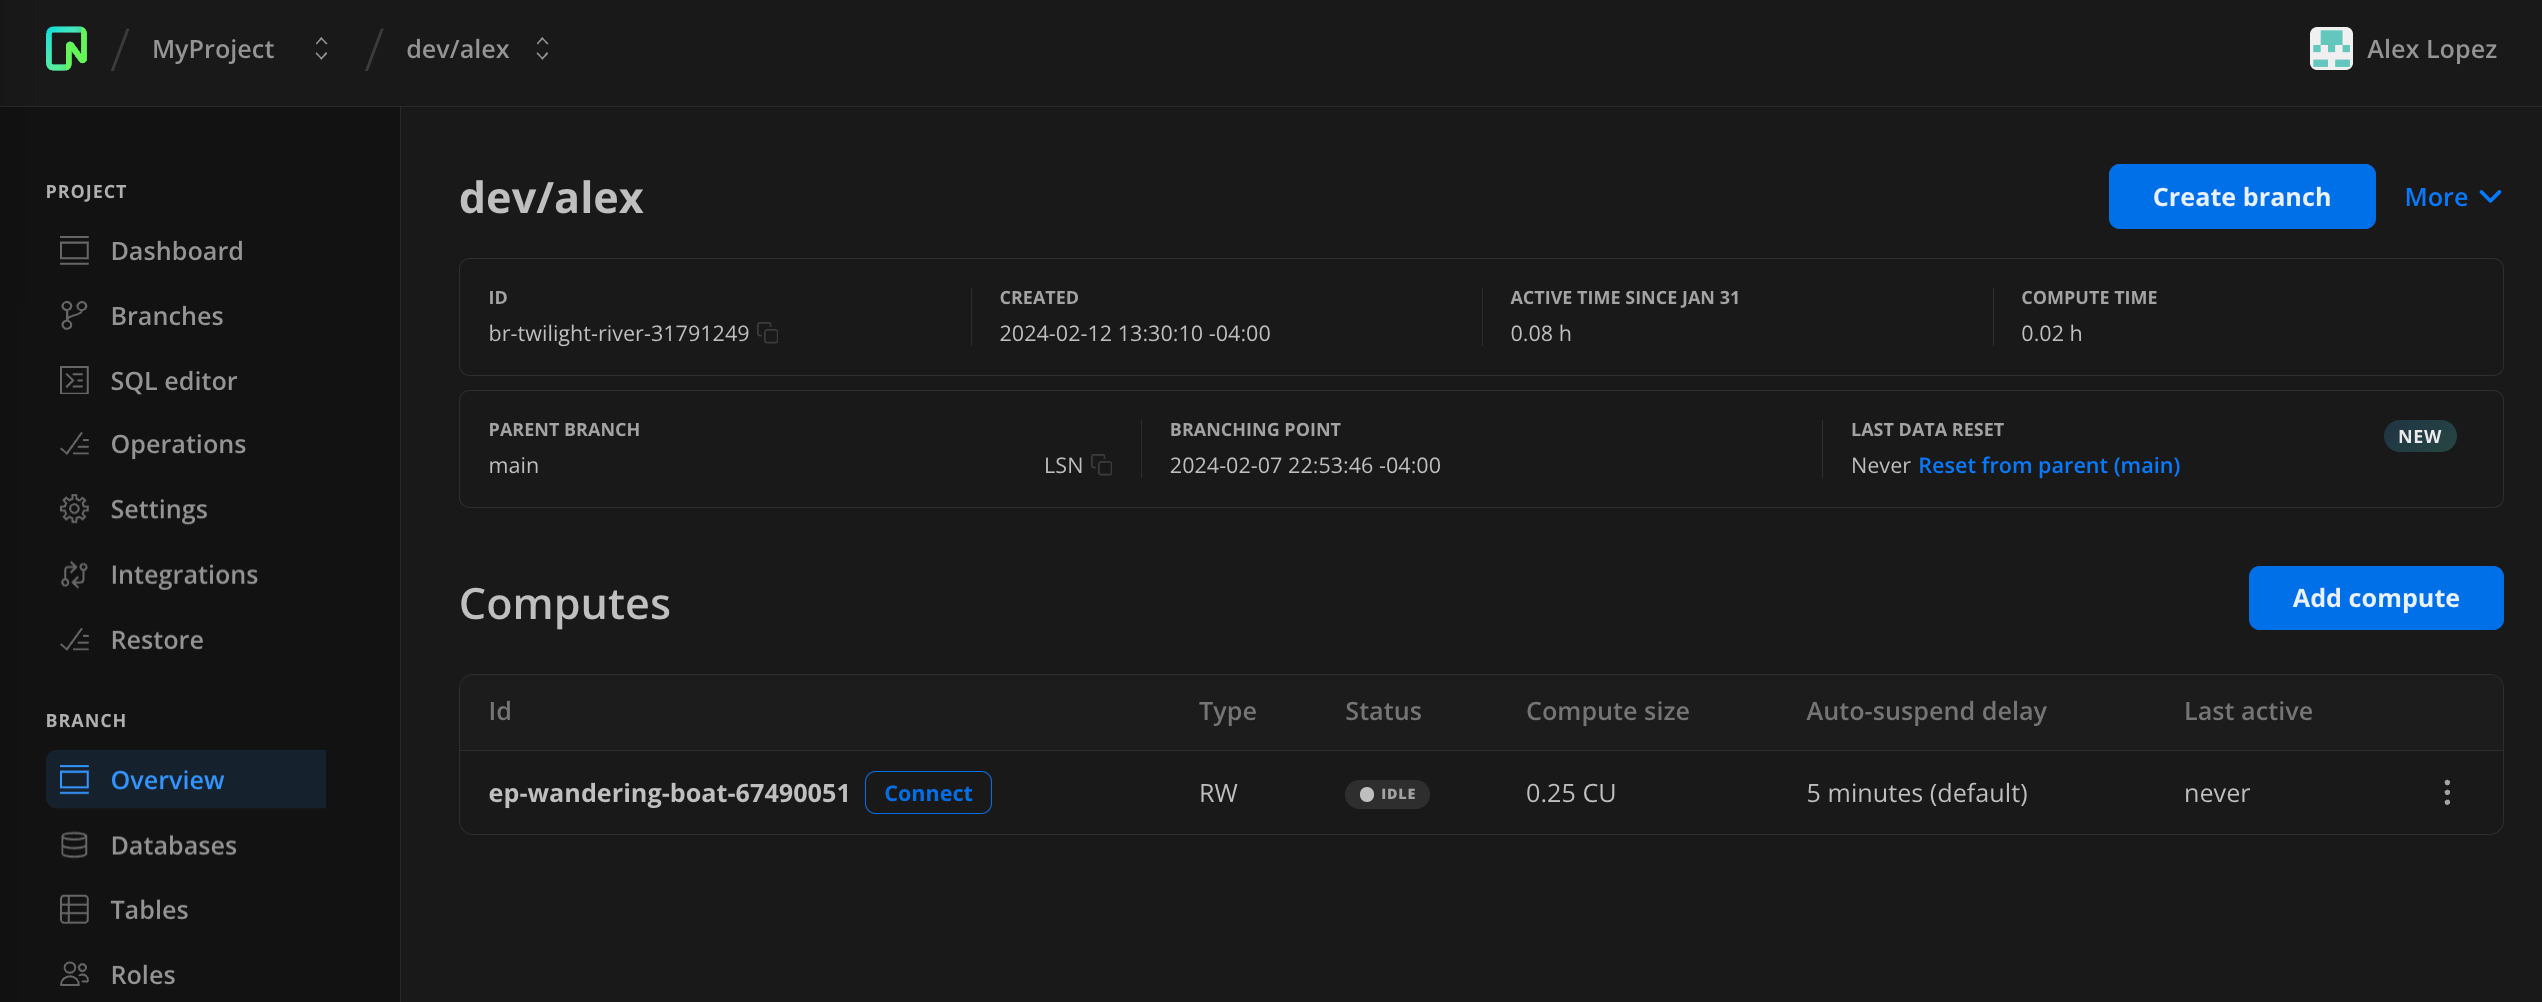 MyProject
dev/alex
Alex Lopez
PROJECT
Dashboard
Branches
SQL editor
Operations
Settings
Integrations
Restore
BRANCH
Overview
Databases
Tables
Roles
dev/alex
Create branch
More
ID
br-twilight-river-31791249
CREATED
2024-02-12 13:30:10 -04:00
ACTIVE TIME SINCE JAN 31
0.08 h
COMPUTE TIME
0.02 h
PARENT BRANCH
main
LSN
BRANCHING POINT
2024-02-07 22:53:46 -04:00
LAST DATA RESET
NEW
Never Reset from parent (main)
Computes
Add compute
Id Type Status Compute size Auto-suspend delay Last active
ep-wandering-boat-67490051 Connect RW IDLE 0.25 CU 5 minutes (default) never